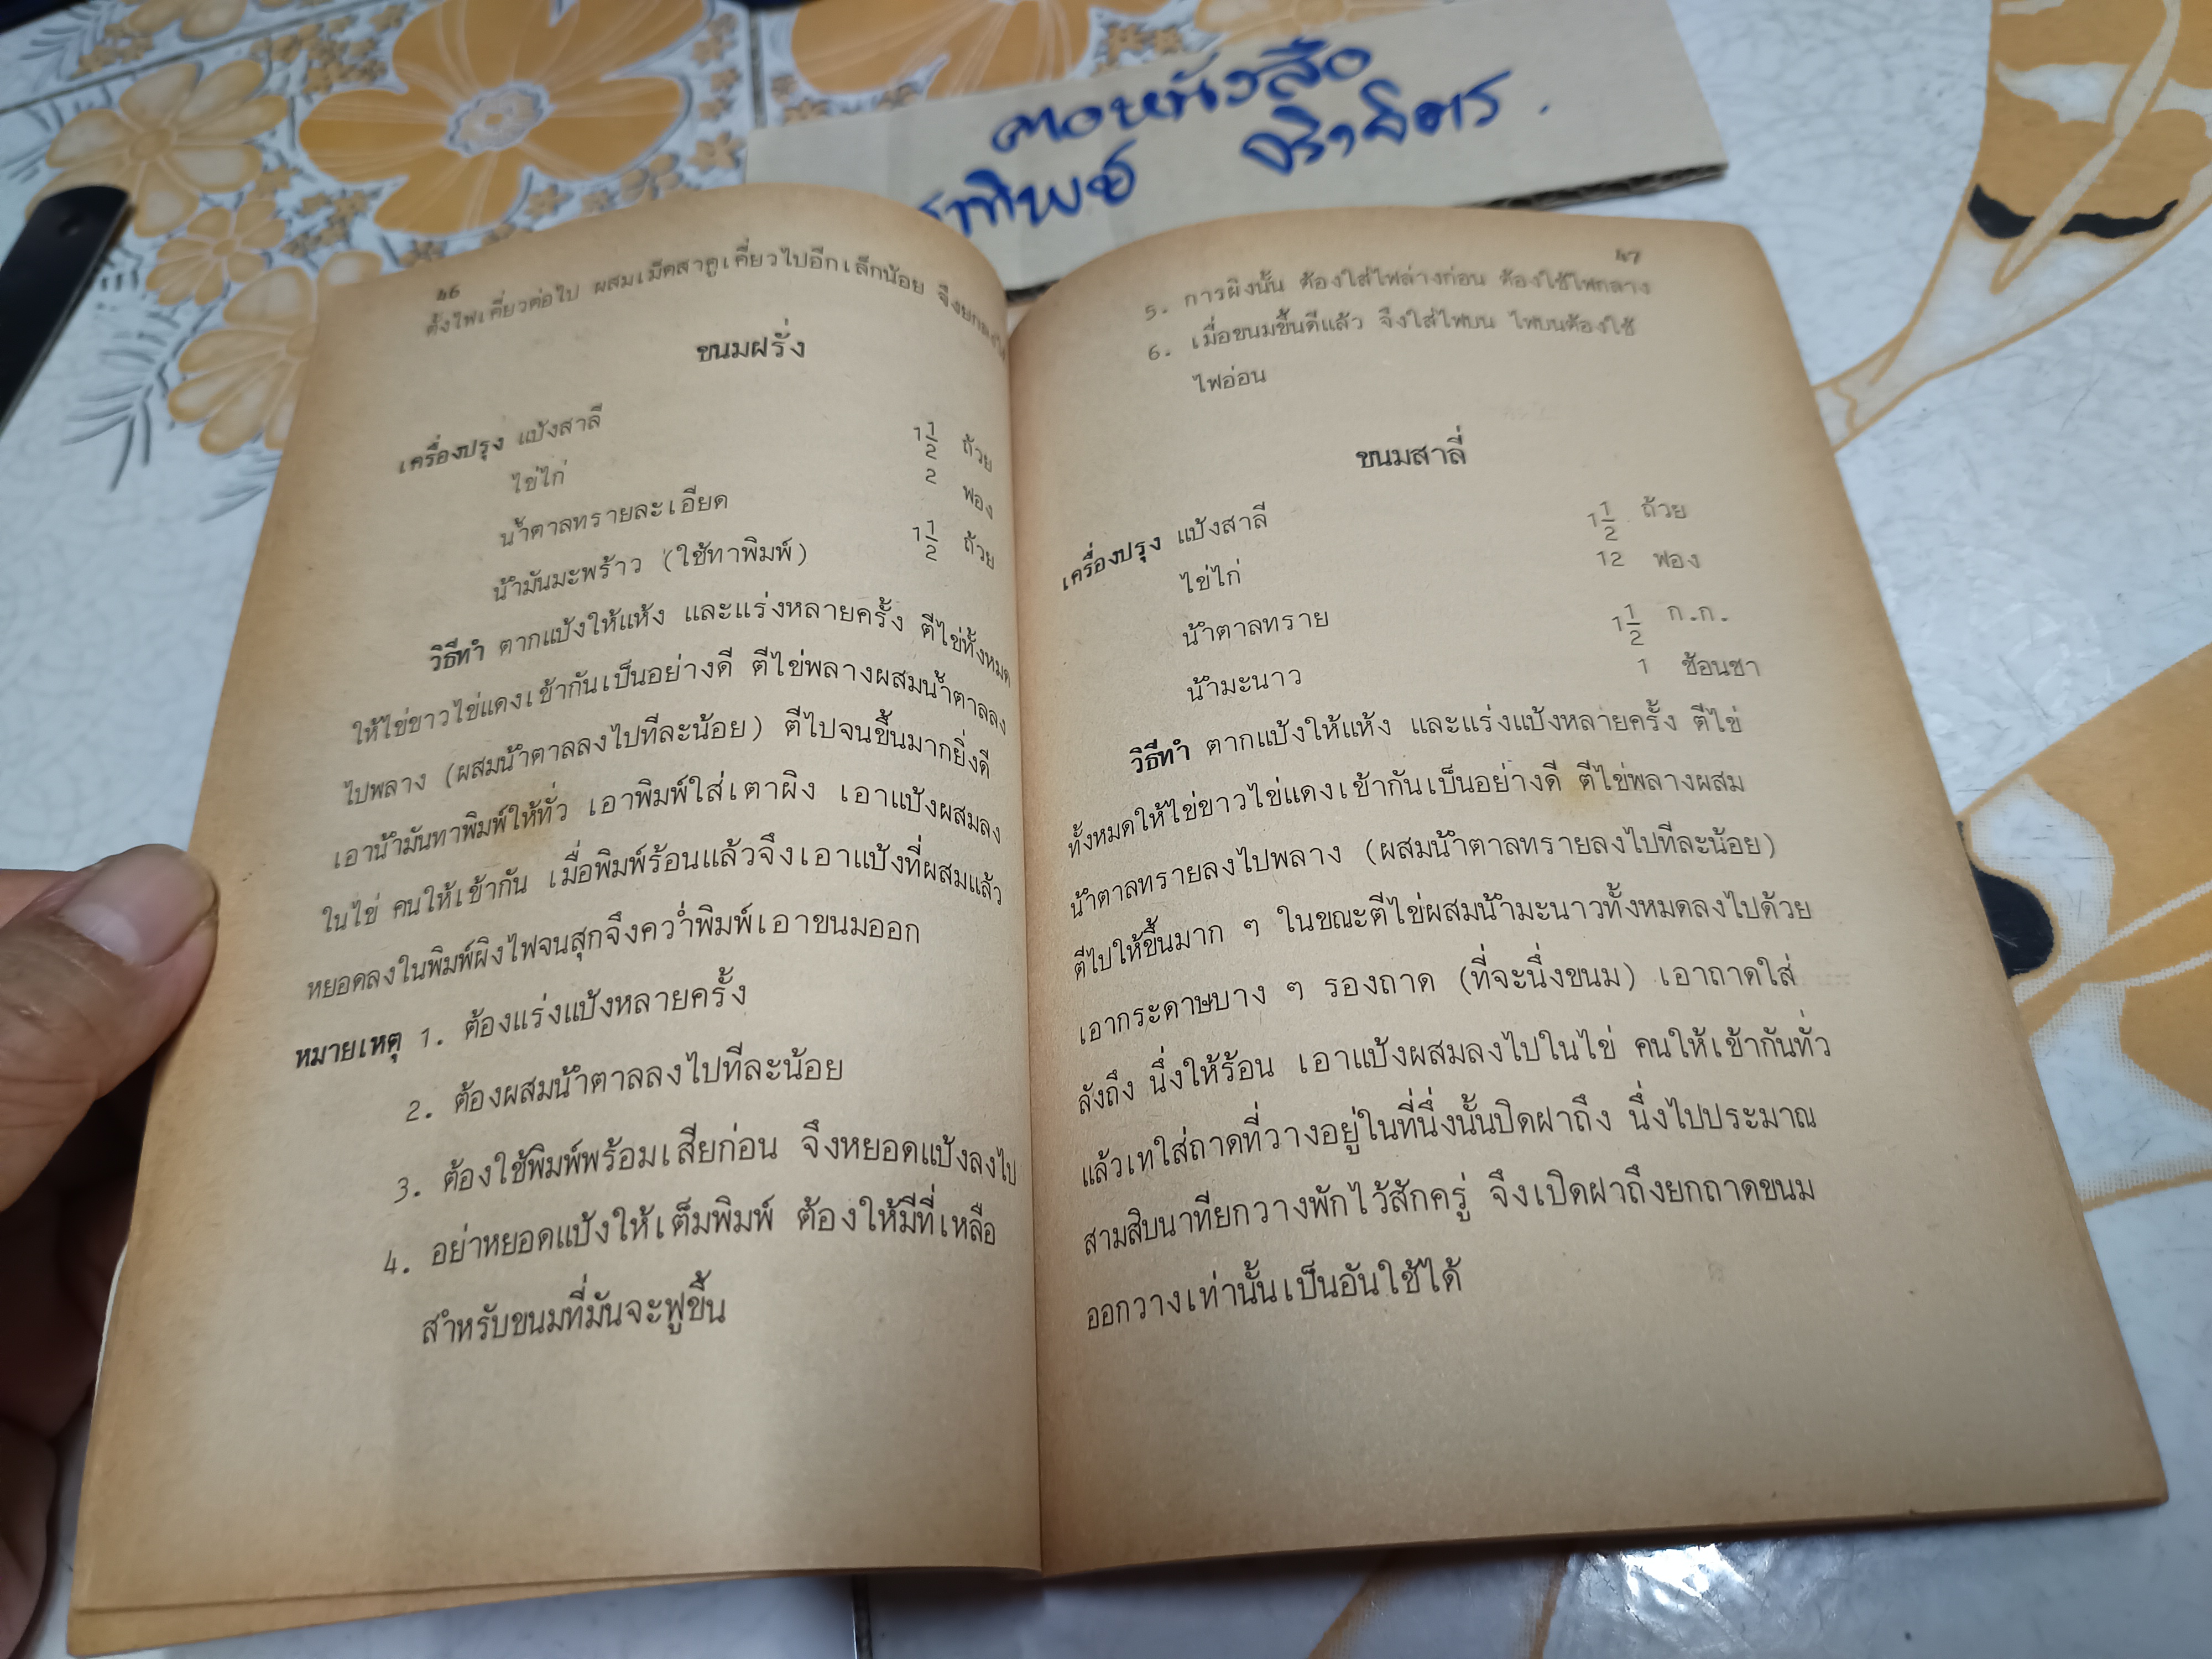 คอหนังสือ
46
ตั้งไฟเคี่ยวต่อไป ผสมเม็ดสาคูเคี่ยวไปอีกเล็กน้อย จึงยกลงได้
ขนมฝรั่ง
เครื่องปรุง แป้งสาลี 1 1/2 ถ้วย
ไข่ไก่ 2 ฟอง
น้ำตาลทรายละเอียด 1 1/2 ถ้วย
น้ำมันมะพร้าว (ใช้ทาพิมพ์)
วิธีทำ ตากแป้งให้แห้ง และแร่งหลายครั้ง ตีไข่ทั้งหมด
ให้ไข่ขาวไข่แดงเข้ากันเป็นอย่างดี ตีไข่พลางผสมน้ำตาลลง
ไปพลาง (ผสมน้ำตาลลงไปทีละน้อย) ตีไปจนขึ้นมากยิ่งดี
เอาน้ำมันทาพิมพ์ให้ทั่ว เอาพิมพ์ใส่เตาผิง เอาแป้งผสมลง
ในไข่ คนให้เข้ากัน เมื่อพิมพ์ร้อนแล้วจึงเอาแป้งที่ผสมแล้ว
หยอดลงในพิมพ์ผิงไฟจนสุกจึงคว่ำพิมพ์เอาขนมออก
หมายเหตุ 1. ต้องแร่งแป้งหลายครั้ง
2. ต้องผสมน้ำตาลลงไปทีละน้อย
3. ต้องใช้พิมพ์พร้อมเสียก่อน จึงหยอดแป้งลงไป
4. อย่าหยอดแป้งให้เต็มพิมพ์ ต้องให้มีที่เหลือ
สำหรับขนมที่มันจะฟูขึ้น
47
5. การผิงนั้น ต้องใส่ไฟล่างก่อน ต้องใช้ไฟกลาง
6. เมื่อขนมขึ้นดีแล้ว จึงใส่ไฟบน ไฟบนต้องใช้
ไฟอ่อน
ขนมสาลี่
เครื่องปรุง แป้งสาลี 1 1/2 ถ้วย
ไข่ไก่ 12 ฟอง
น้ำตาลทราย 1 1/2 ก.ก.
น้ำมะนาว 1 ช้อนชา
วิธีทำ ตากแป้งให้แห้ง และแร่งแป้งหลายครั้ง ตีไข่
ทั้งหมดให้ไข่ขาวไข่แดงเข้ากันเป็นอย่างดี ตีไข่พลางผสม
น้ำตาลทรายลงไปพลาง (ผสมน้ำตาลทรายลงไปทีละน้อย)
ตีไปให้ขึ้นมาก ๆ ในขณะตีไข่ผสมน้ำมะนาวทั้งหมดลงไปด้วย
เอากระดาษบาง ๆ รองถาด (ที่จะนึ่งขนม) เอาถาดใส่
ลังถึง นึ่งให้ร้อน เอาแป้งผสมลงไปในไข่ คนให้เข้ากันทั่ว
แล้วเทใส่ถาดที่วางอยู่ในที่นึ่งนั้นปิดฝาถึง นึ่งไปประมาณ
สามสิบนาทียกวางพักไว้สักครู่ จึงเปิดฝาถึงยกถาดขนม
ออกวางเท่านั้นเป็นอันใช้ได้